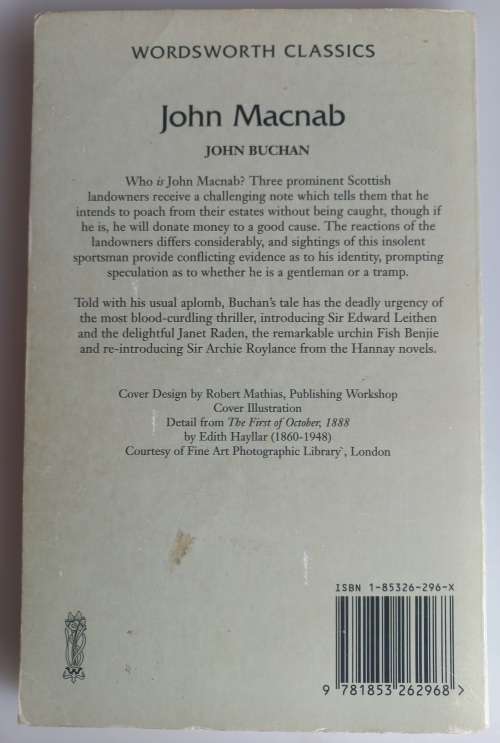 WORDSWORTH CLASSICS
John Macnab
JOHN BUCHAN
Who is John Macnab? Three prominent Scottish
landowners receive a challenging note which tells them that he
intends to poach from their estates without being caught, though if
he is, he will donate money to a good cause. The reactions of the
landowners differs considerably, and sightings of this insolent
sportsman provide conflicting evidence as to his identity, prompting
speculation as to whether he is a gentleman or a tramp.
Told with his usual aplomb, Buchan's tale has the deadly urgency of
the most blood-curdling thriller, introducing Sir Edward Leithen
and the delightful Janet Raden, the remarkable urchin Fish Benjie
and re-introducing Sir Archie Roylance from the Hannay novels.
Cover Design by Robert Mathias, Publishing Workshop
Cover Illustration
Detail from The First of October, 1888
by Edith Hayllar (1860-1948)
Courtesy of Fine Art Photographic Library`, London
ISBN 1-85326-296-X
9 781853 262968 >
W